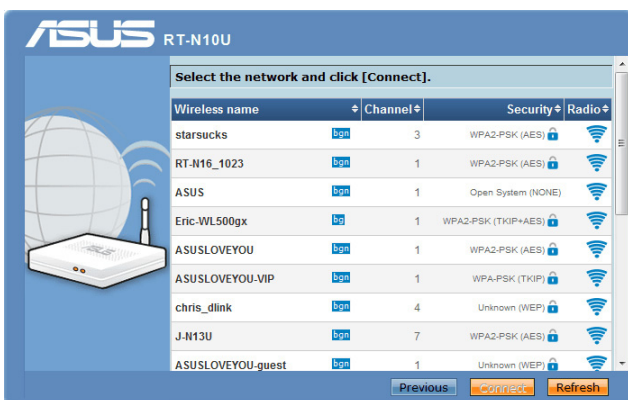 ASUS RT-N10U
Select the network and click [Connect].
Wireless name Channel Security Radio
starsucks bgn 3 WPA2-PSK (AES)
RT-N16_1023 bgn 1 WPA2-PSK (AES)
ASUS bgn 1 Open System (NONE)
Eric-WL500gx bg 1 WPA2-PSK (TKIP+AES)
ASUSLOVEYOU bgn 1 WPA2-PSK (AES)
ASUSLOVEYOU-VIP bgn 1 WPA-PSK (TKIP)
chris_dlink bgn 4 Unknown (WEP)
J-N13U bgn 7 WPA2-PSK (AES)
ASUSLOVEYOU-guest bgn 1 Unknown (WEP)
Previous Connect Refresh